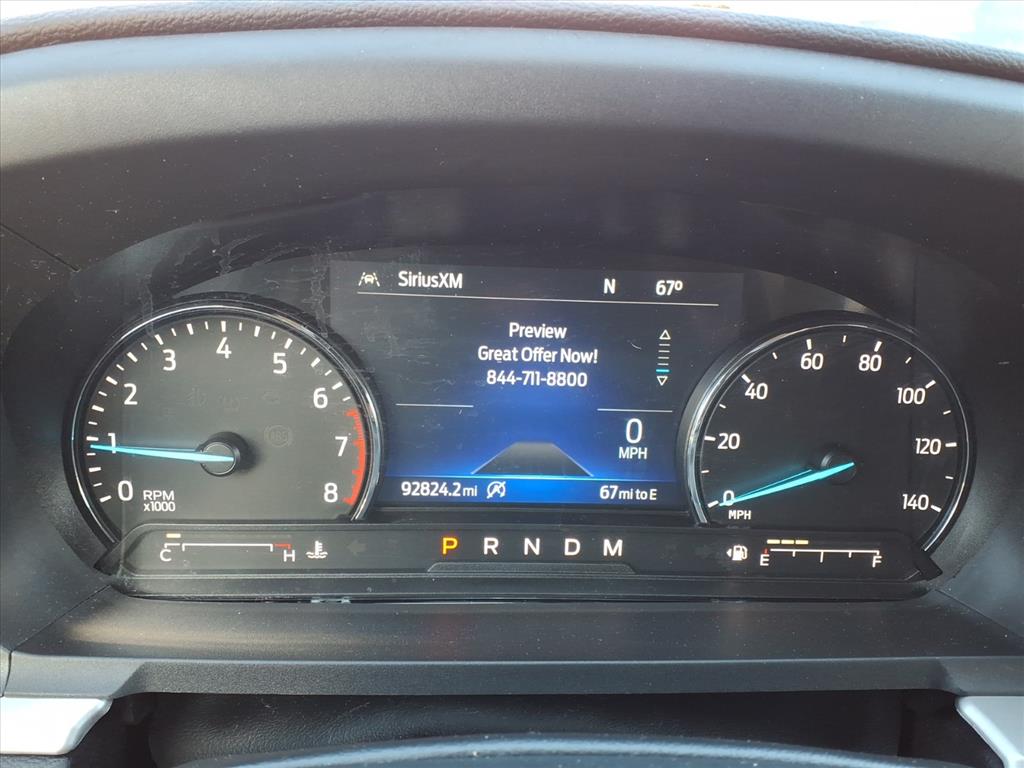 SiriusXM N 67º
Preview
Great Offer Now!
844-711-8800
0
MPH
92824.2 mi 67 mi to E
0 1 2 3 4 5 6 7 8
RPM
x1000
0 20 40 60 80 100 120 140
MPH
C H P R N D M E F